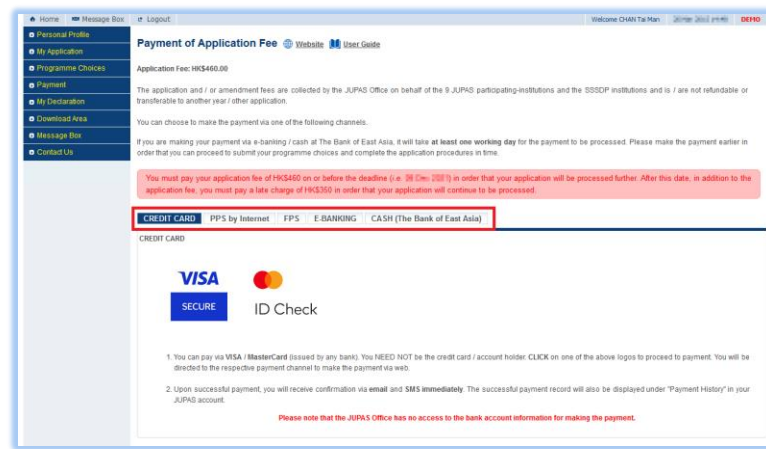 Home Message Box Logout Welcome CHAN Tai Man DEMO
Personal Profile
My Application
Programme Choices
Payment
My Declaration
Download Area
Message Box
Contact Us
Payment of Application Fee Website User Guide
Application Fee: HK$460.00
The application and / or amendment fees are collected by the JUPAS Office on behalf of the 9 JUPAS participating-institutions and the SSSDP institutions and is / are not refundable or
transferable to another year / other application.
You can choose to make the payment via one of the following channels.
If you are making your payment via e-banking / cash at The Bank of East Asia, it will take at least one working day for the payment to be processed. Please make the payment earlier in
order that you can proceed to submit your programme choices and complete the application procedures in time.
You must pay your application fee of HK$460 on or before the deadline (i.e. ) in order that your application will be processed further. After this date, in addition to the
application fee, you must pay a late charge of HK$350 in order that your application will continue to be processed.
CREDIT CARD PPS by Internet FPS E-BANKING CASH (The Bank of East Asia)
CREDIT CARD
VISA
SECURE
ID Check
1. You can pay via VISA / MasterCard (issued by any bank). You NEED NOT be the credit card / account holder. CLICK on one of the above logos to proceed to payment. You will be
directed to the respective payment channel to make the payment via web.
2. Upon successful payment, you will receive confirmation via email and SMS immediately. The successful payment record will also be displayed under "Payment History" in your
JUPAS account.
Please note that the JUPAS Office has no access to the bank account information for making the payment.